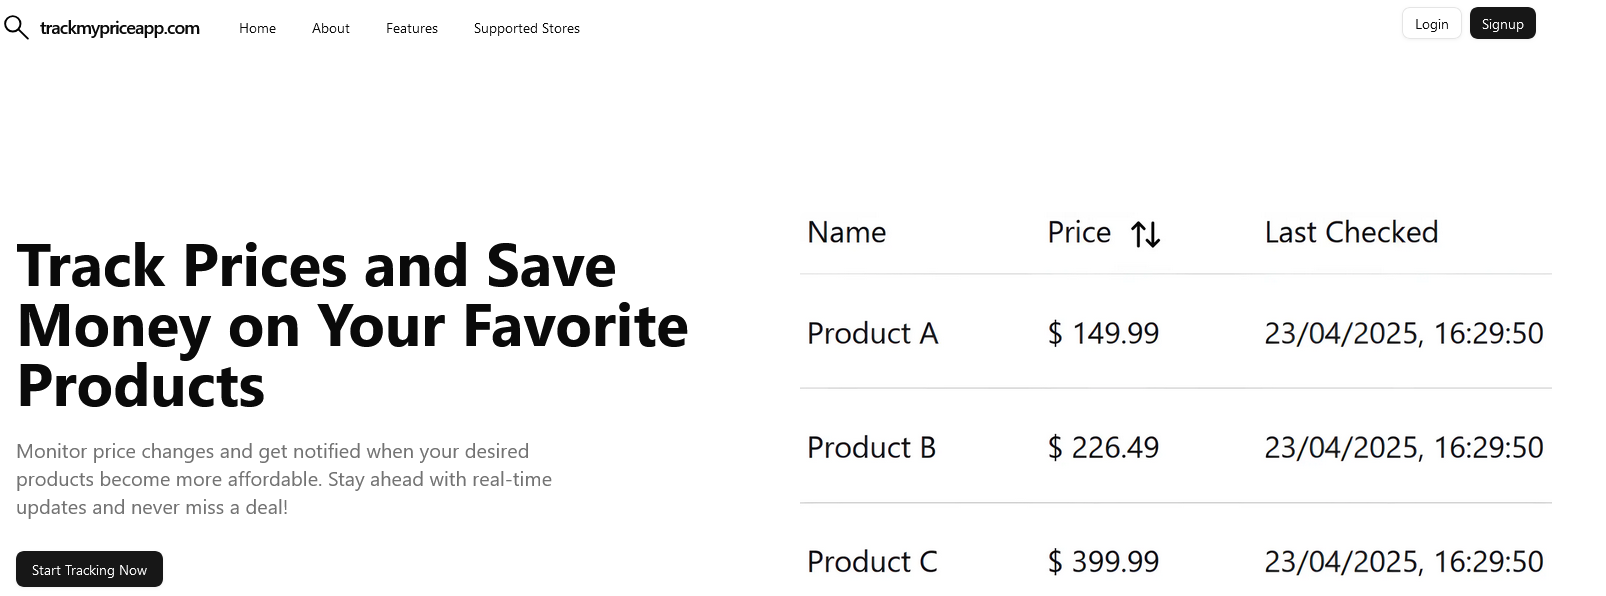 trackmypriceapp.com Home About Features Supported Stores Login Signup
Track Prices and Save
Money on Your Favorite
Products
Monitor price changes and get notified when your desired
products become more affordable. Stay ahead with real-time
updates and never miss a deal!
Start Tracking Now
Name Price Last Checked
Product A $ 149.99 23/04/2025, 16:29:50
Product B $ 226.49 23/04/2025, 16:29:50
Product C $ 399.99 23/04/2025, 16:29:50